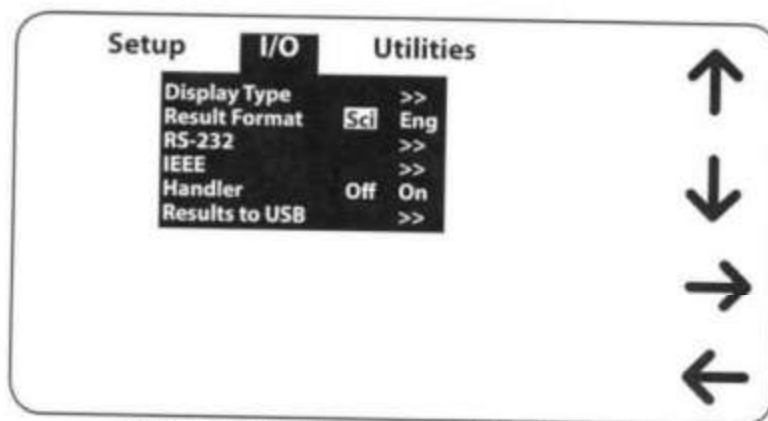 Setup I/O Utilities
Display Type >>
Result Format Sci Eng
RS-232 >>
IEEE >>
Handler Off On
Results to USB >>